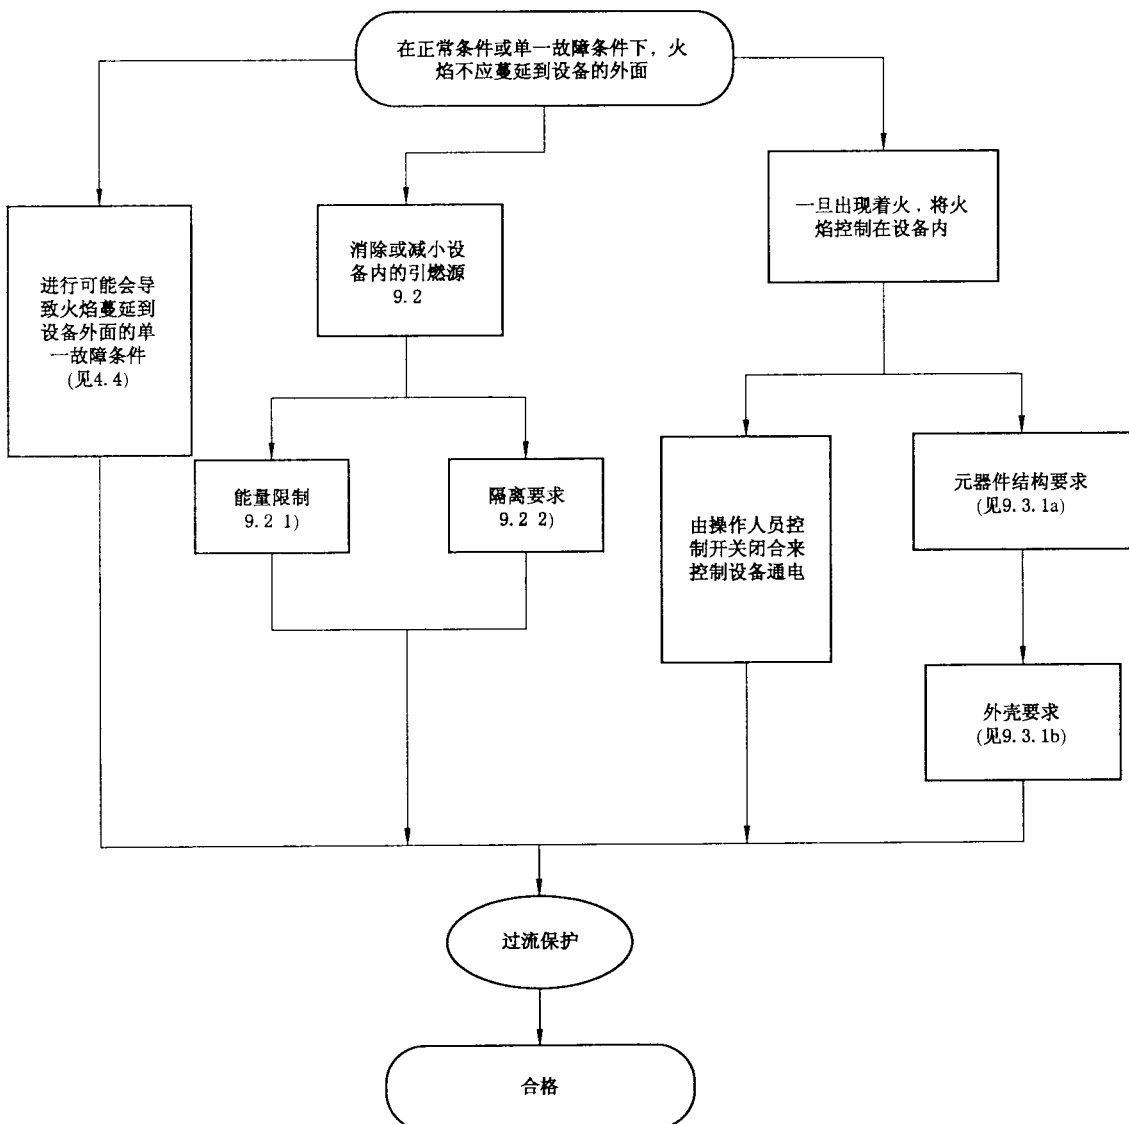 在正常条件或单一故障条件下，火
焰不应蔓延到设备的外面
一旦出现着火，将火
焰控制在设备内
消除或减小设
备内的引燃源
9.2
进行可能会导
致火焰蔓延到
设备外面的单
一故障条件
(见4.4)
能量限制
9.2 1)
隔离要求
9.2 2)
由操作人员控
制开关闭合来
控制设备通电
元器件结构要求
(见9.3.1a)
外壳要求
(见9.3.1b)
过流保护
合格